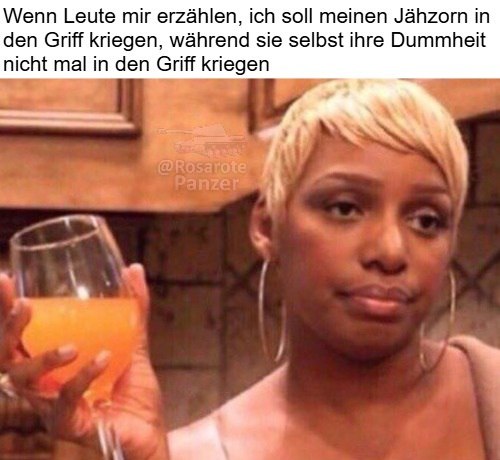 Wenn Leute mir erzählen, ich soll meinen Jähzorn in
den Griff kriegen, während sie selbst ihre Dummheit
nicht mal in den Griff kriegen
@Rosarote
Panzer